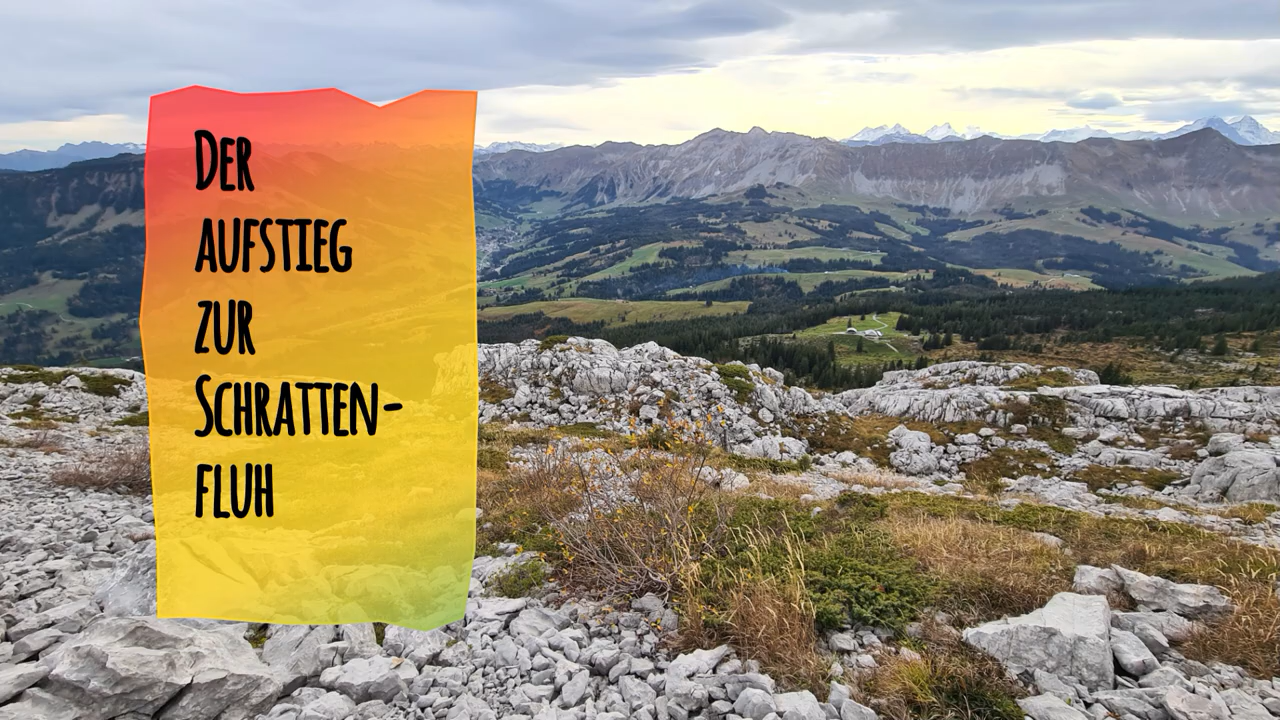 Der
aufstieg
zur
Schratten-
fluh